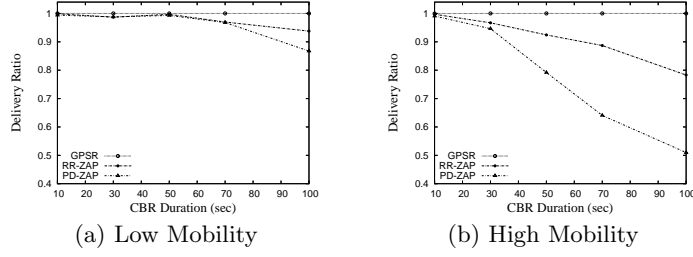 1
0.9
0.8
0.7
0.6
0.5
0.4
Delivery Ratio
GPSR
RR-ZAP
PD-ZAP
10 20 30 40 50 60 70 80 90 100
CBR Duration (sec)
(a) Low Mobility
1
0.9
0.8
0.7
0.6
0.5
0.4
Delivery Ratio
GPSR
RR-ZAP
PD-ZAP
10 20 30 40 50 60 70 80 90 100
CBR Duration (sec)
(b) High Mobility